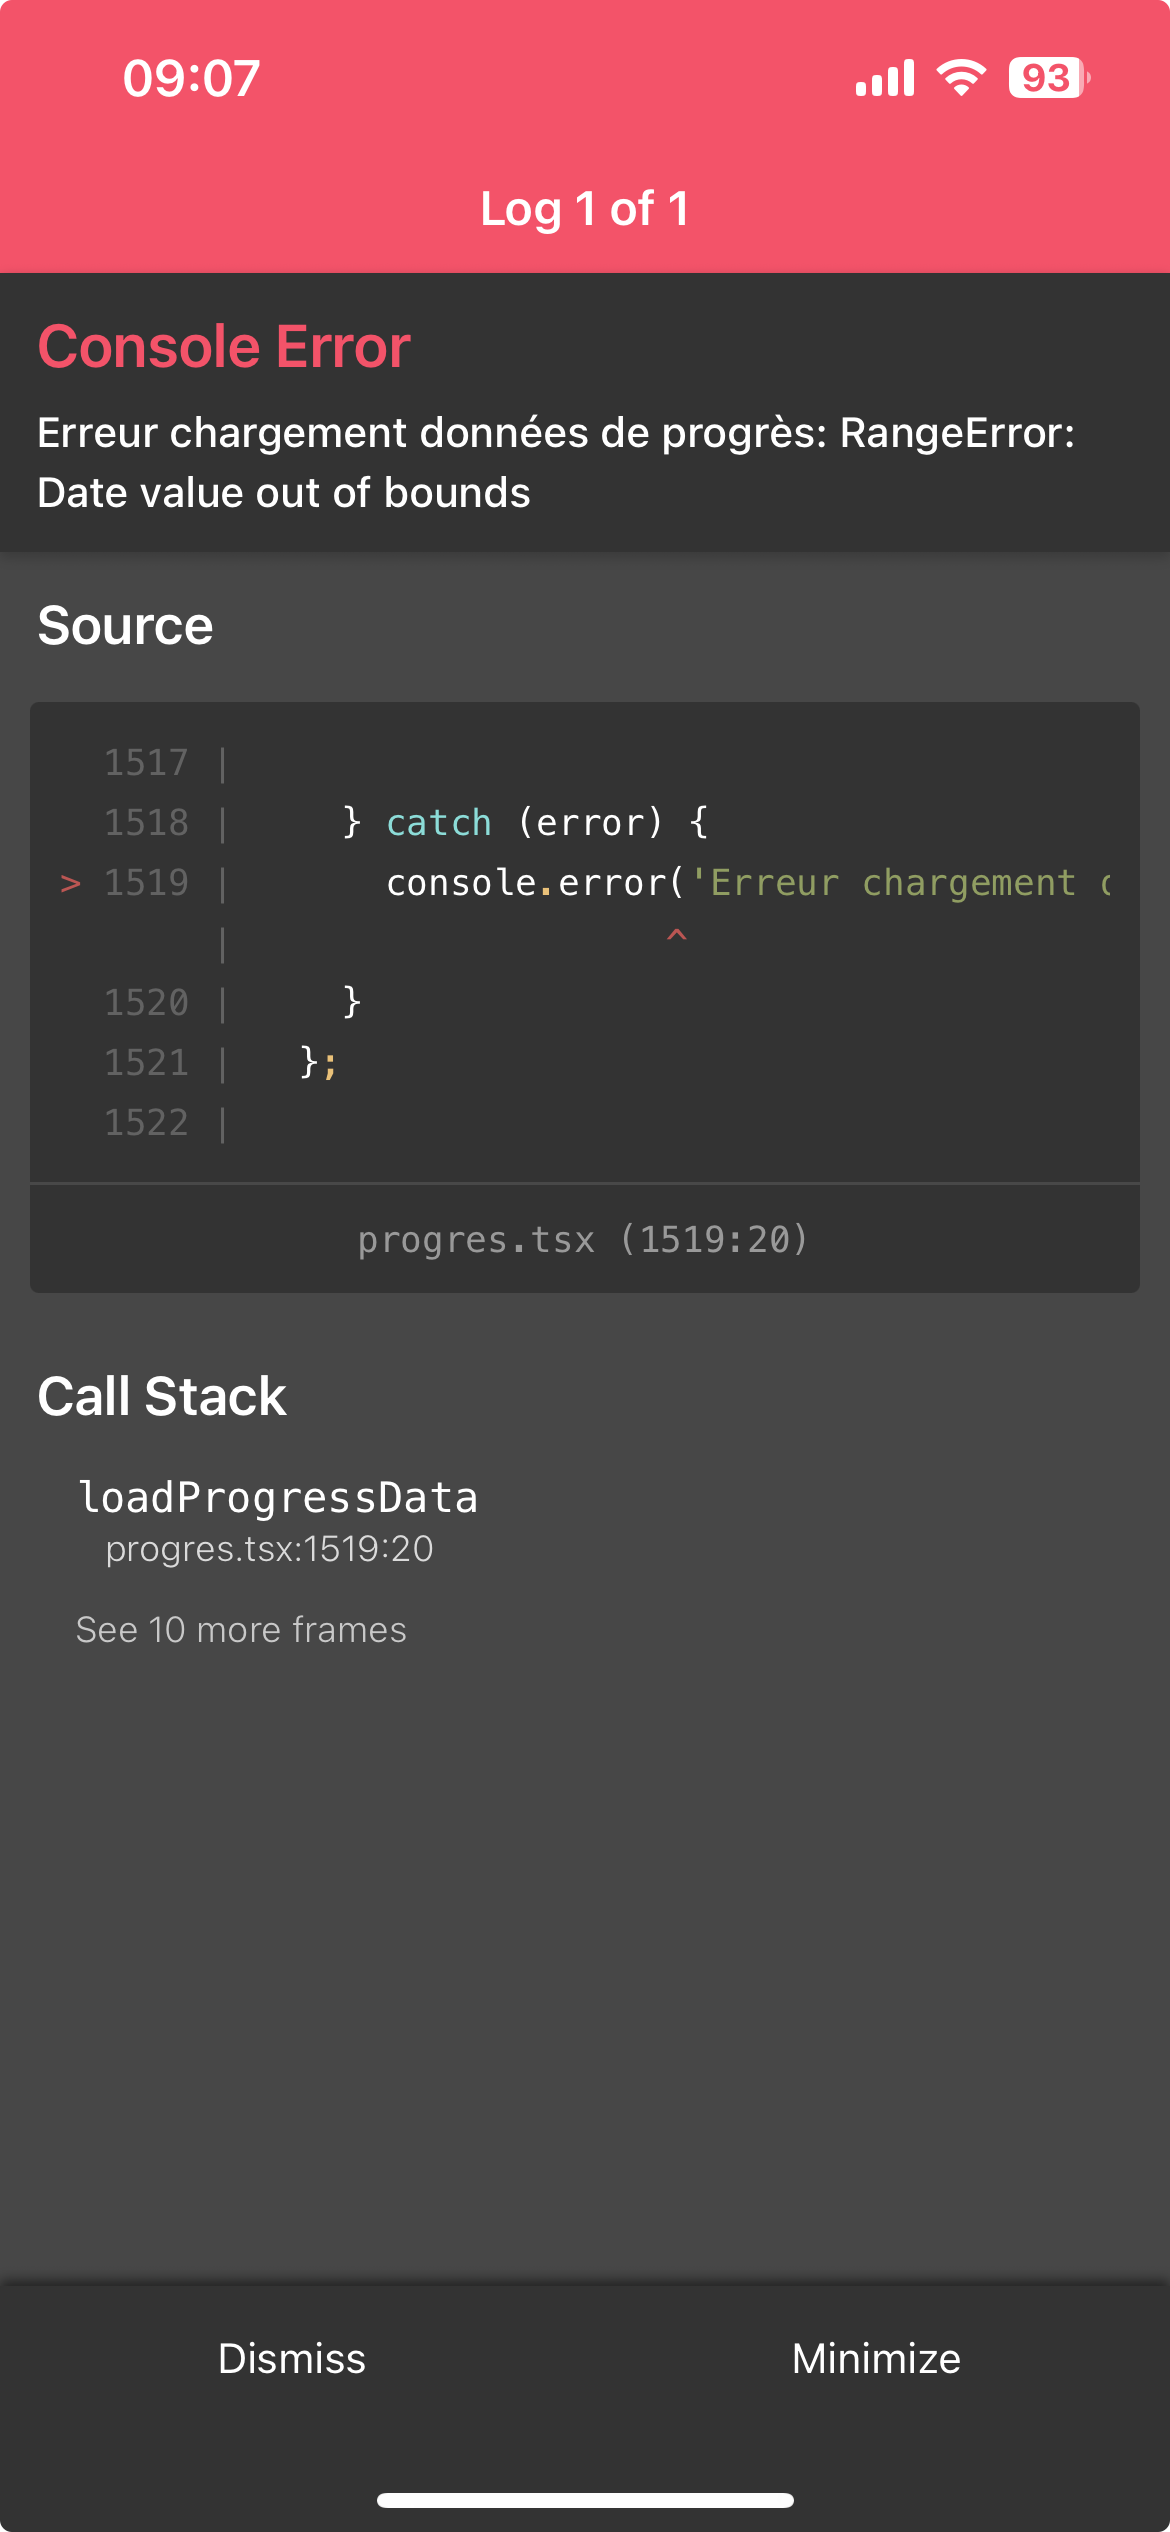 09:07
93
Log 1 of 1
Console Error
Erreur chargement données de progrès: RangeError:
Date value out of bounds
Source
1517 |
1518 |     } catch (error) {
> 1519 |       console.error('Erreur chargement
|                    ^
1520 |     }
1521 |   };
1522 |
progres.tsx (1519:20)
Call Stack
loadProgressData
progres.tsx:1519:20
See 10 more frames
Dismiss
Minimize